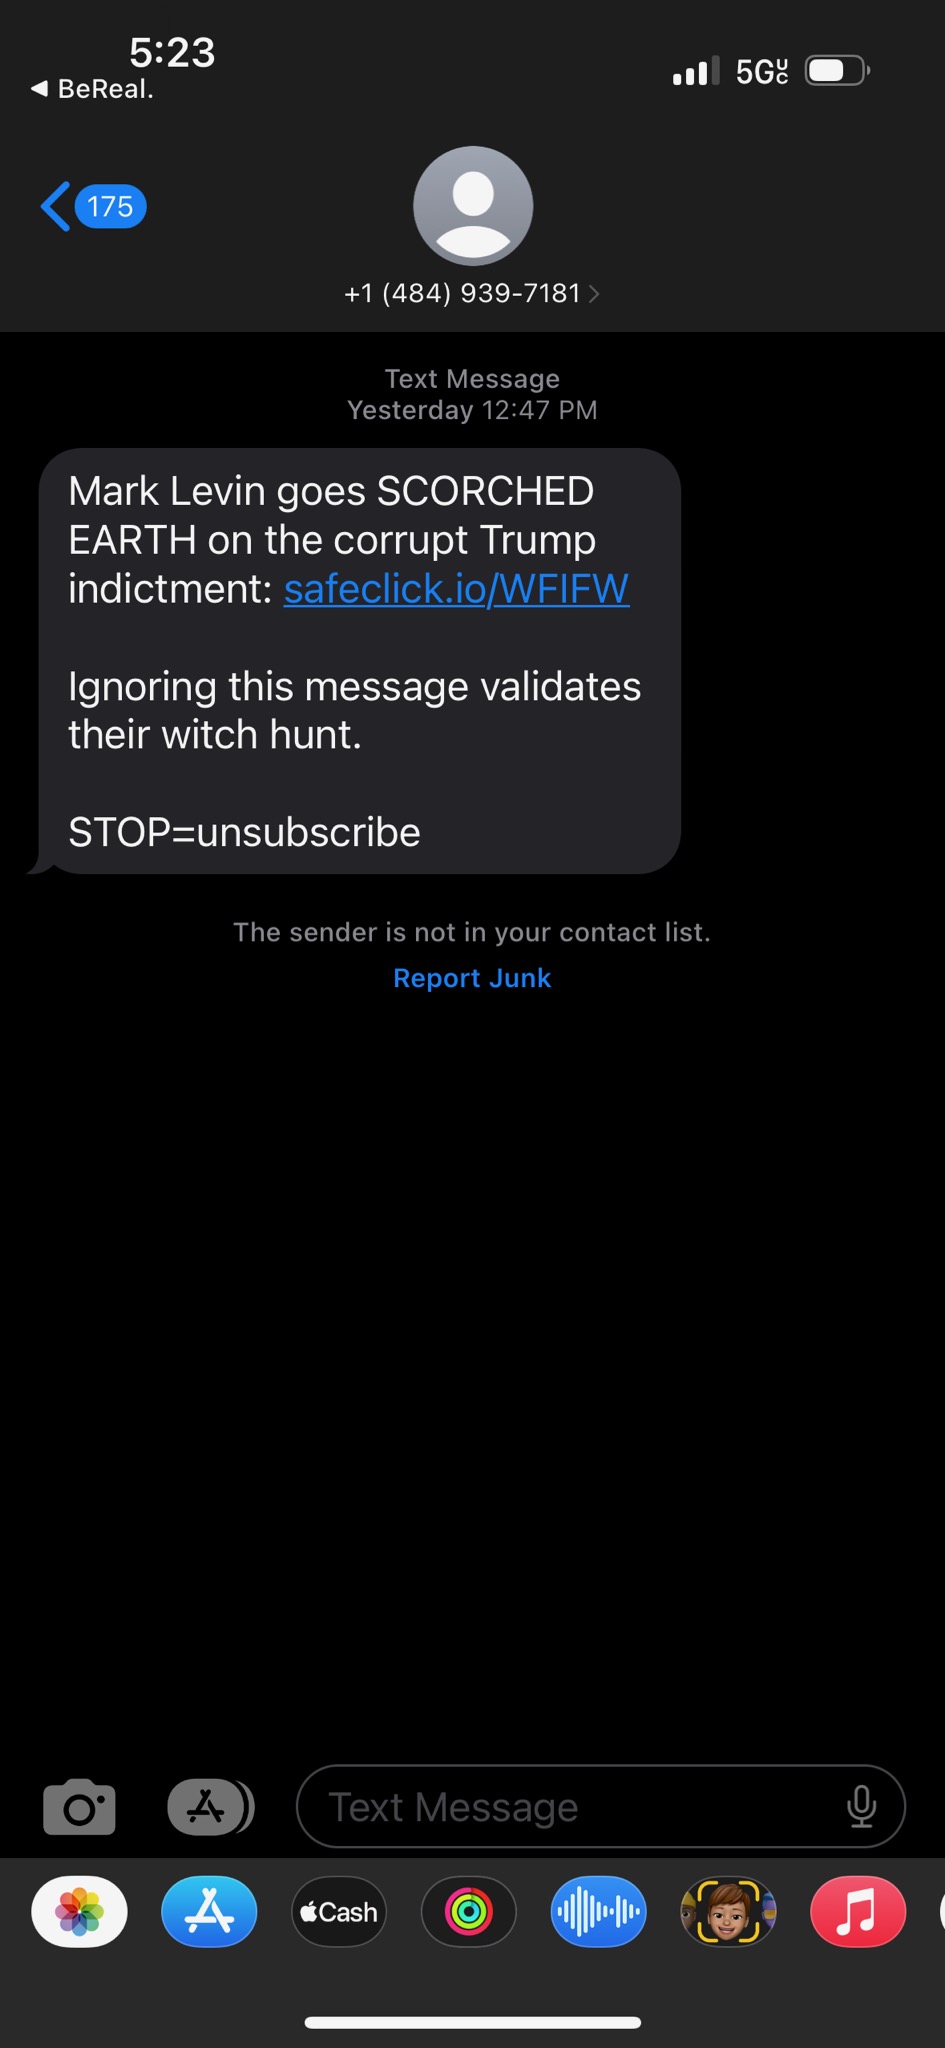 5:23
5Gᵁ꜀
◀ BeReal.
175
+1 (484) 939-7181 >
Text Message
Yesterday 12:47 PM
Mark Levin goes SCORCHED
EARTH on the corrupt Trump
indictment: safeclick.io/WFIFW
Ignoring this message validates
their witch hunt.
STOP=unsubscribe
The sender is not in your contact list.
Report Junk
Text Message
Cash